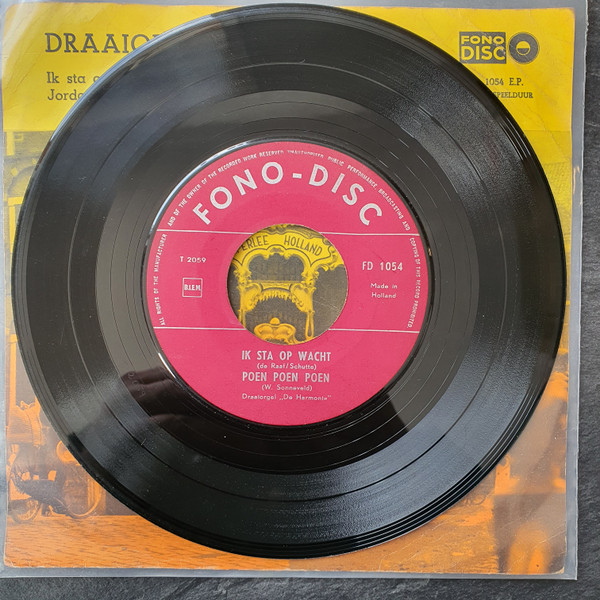 DRAAIO
FONO
DISC
Ik sta o
1054 E.P.
Jord
SPEELDUUR
ALL RIGHTS OF THE MANUFACTURER AND OF THE OWNER OF THE RECORDED WORK RESERVED. UNAUTHORISED PUBLIC PERFORMANCE, BROADCASTING AND COPYING OF THIS RECORD PROHIBITED
FONO-DISC
ERLEE HOLLAND
T 2059
FD 1054
B.I.E.M.
Made in
Holland
IK STA OP WACHT
(de Raaf/Schutte)
POEN POEN POEN
(W. Sonneveld)
Draaiorgel „De Harmonie"